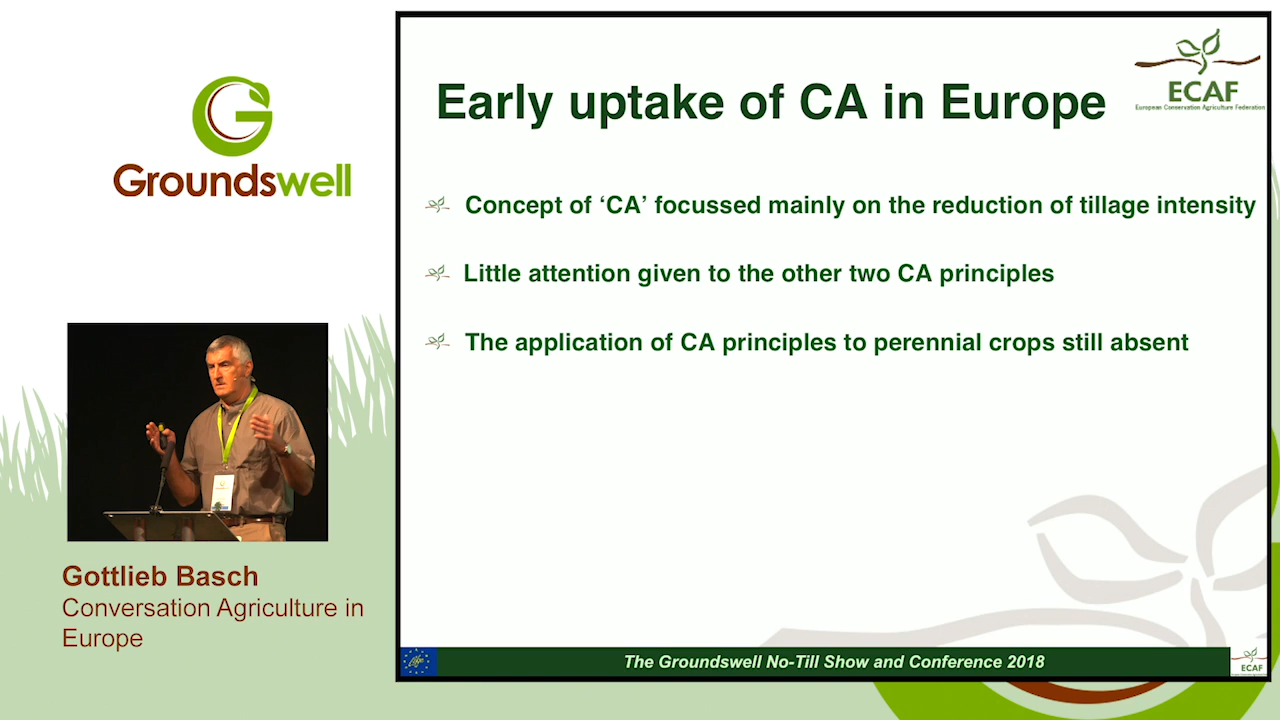 Groundswell
Gottlieb Basch
Conversation Agriculture in
Europe
Early uptake of CA in Europe
ECAF
European Conservation Agriculture Federation
Concept of ‘CA’ focussed mainly on the reduction of tillage intensity
Little attention given to the other two CA principles
The application of CA principles to perennial crops still absent
life
The Groundswell No-Till Show and Conference 2018
ECAF